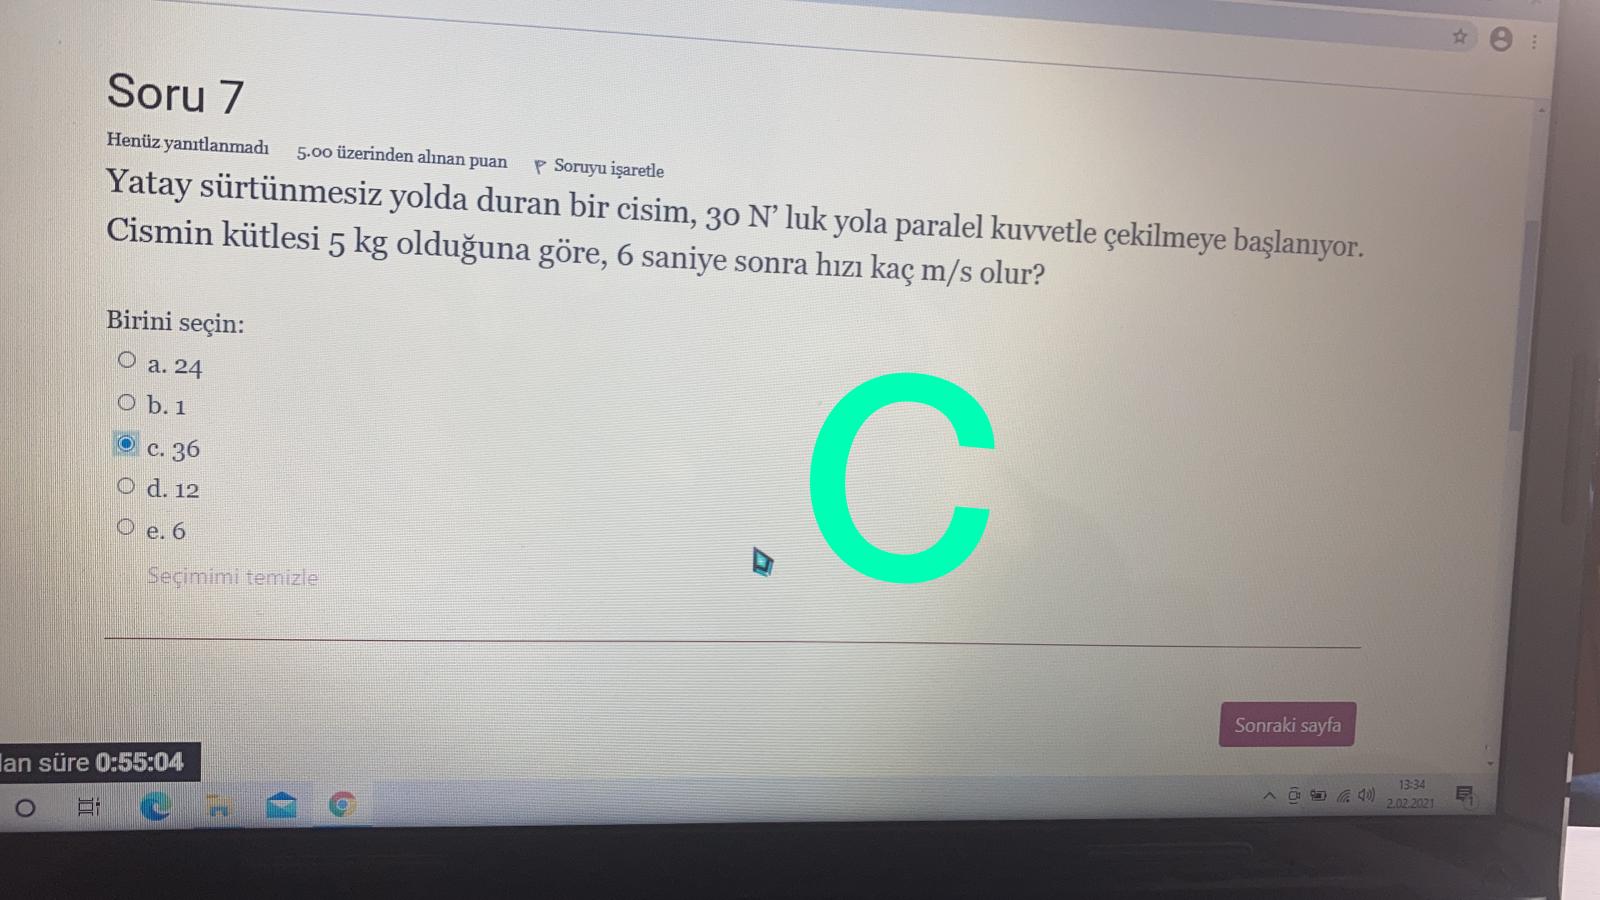 Soru 7
Henüz yanıtlanmadı 5.00 üzerinden alınan puan Soruyu işaretle
Yatay sürtünmesiz yolda duran bir cisim, 30 N' luk yola paralel kuvvetle çekilmeye başlanıyor.
Cismin kütlesi 5 kg olduğuna göre, 6 saniye sonra hızı kaç m/s olur?
Birini seçin:
a. 24
b. 1
c. 36
d. 12
e. 6
C
Seçimimi temizle
Sonraki sayfa
lan süre 0:55:04
13:34
2.02.2021
1